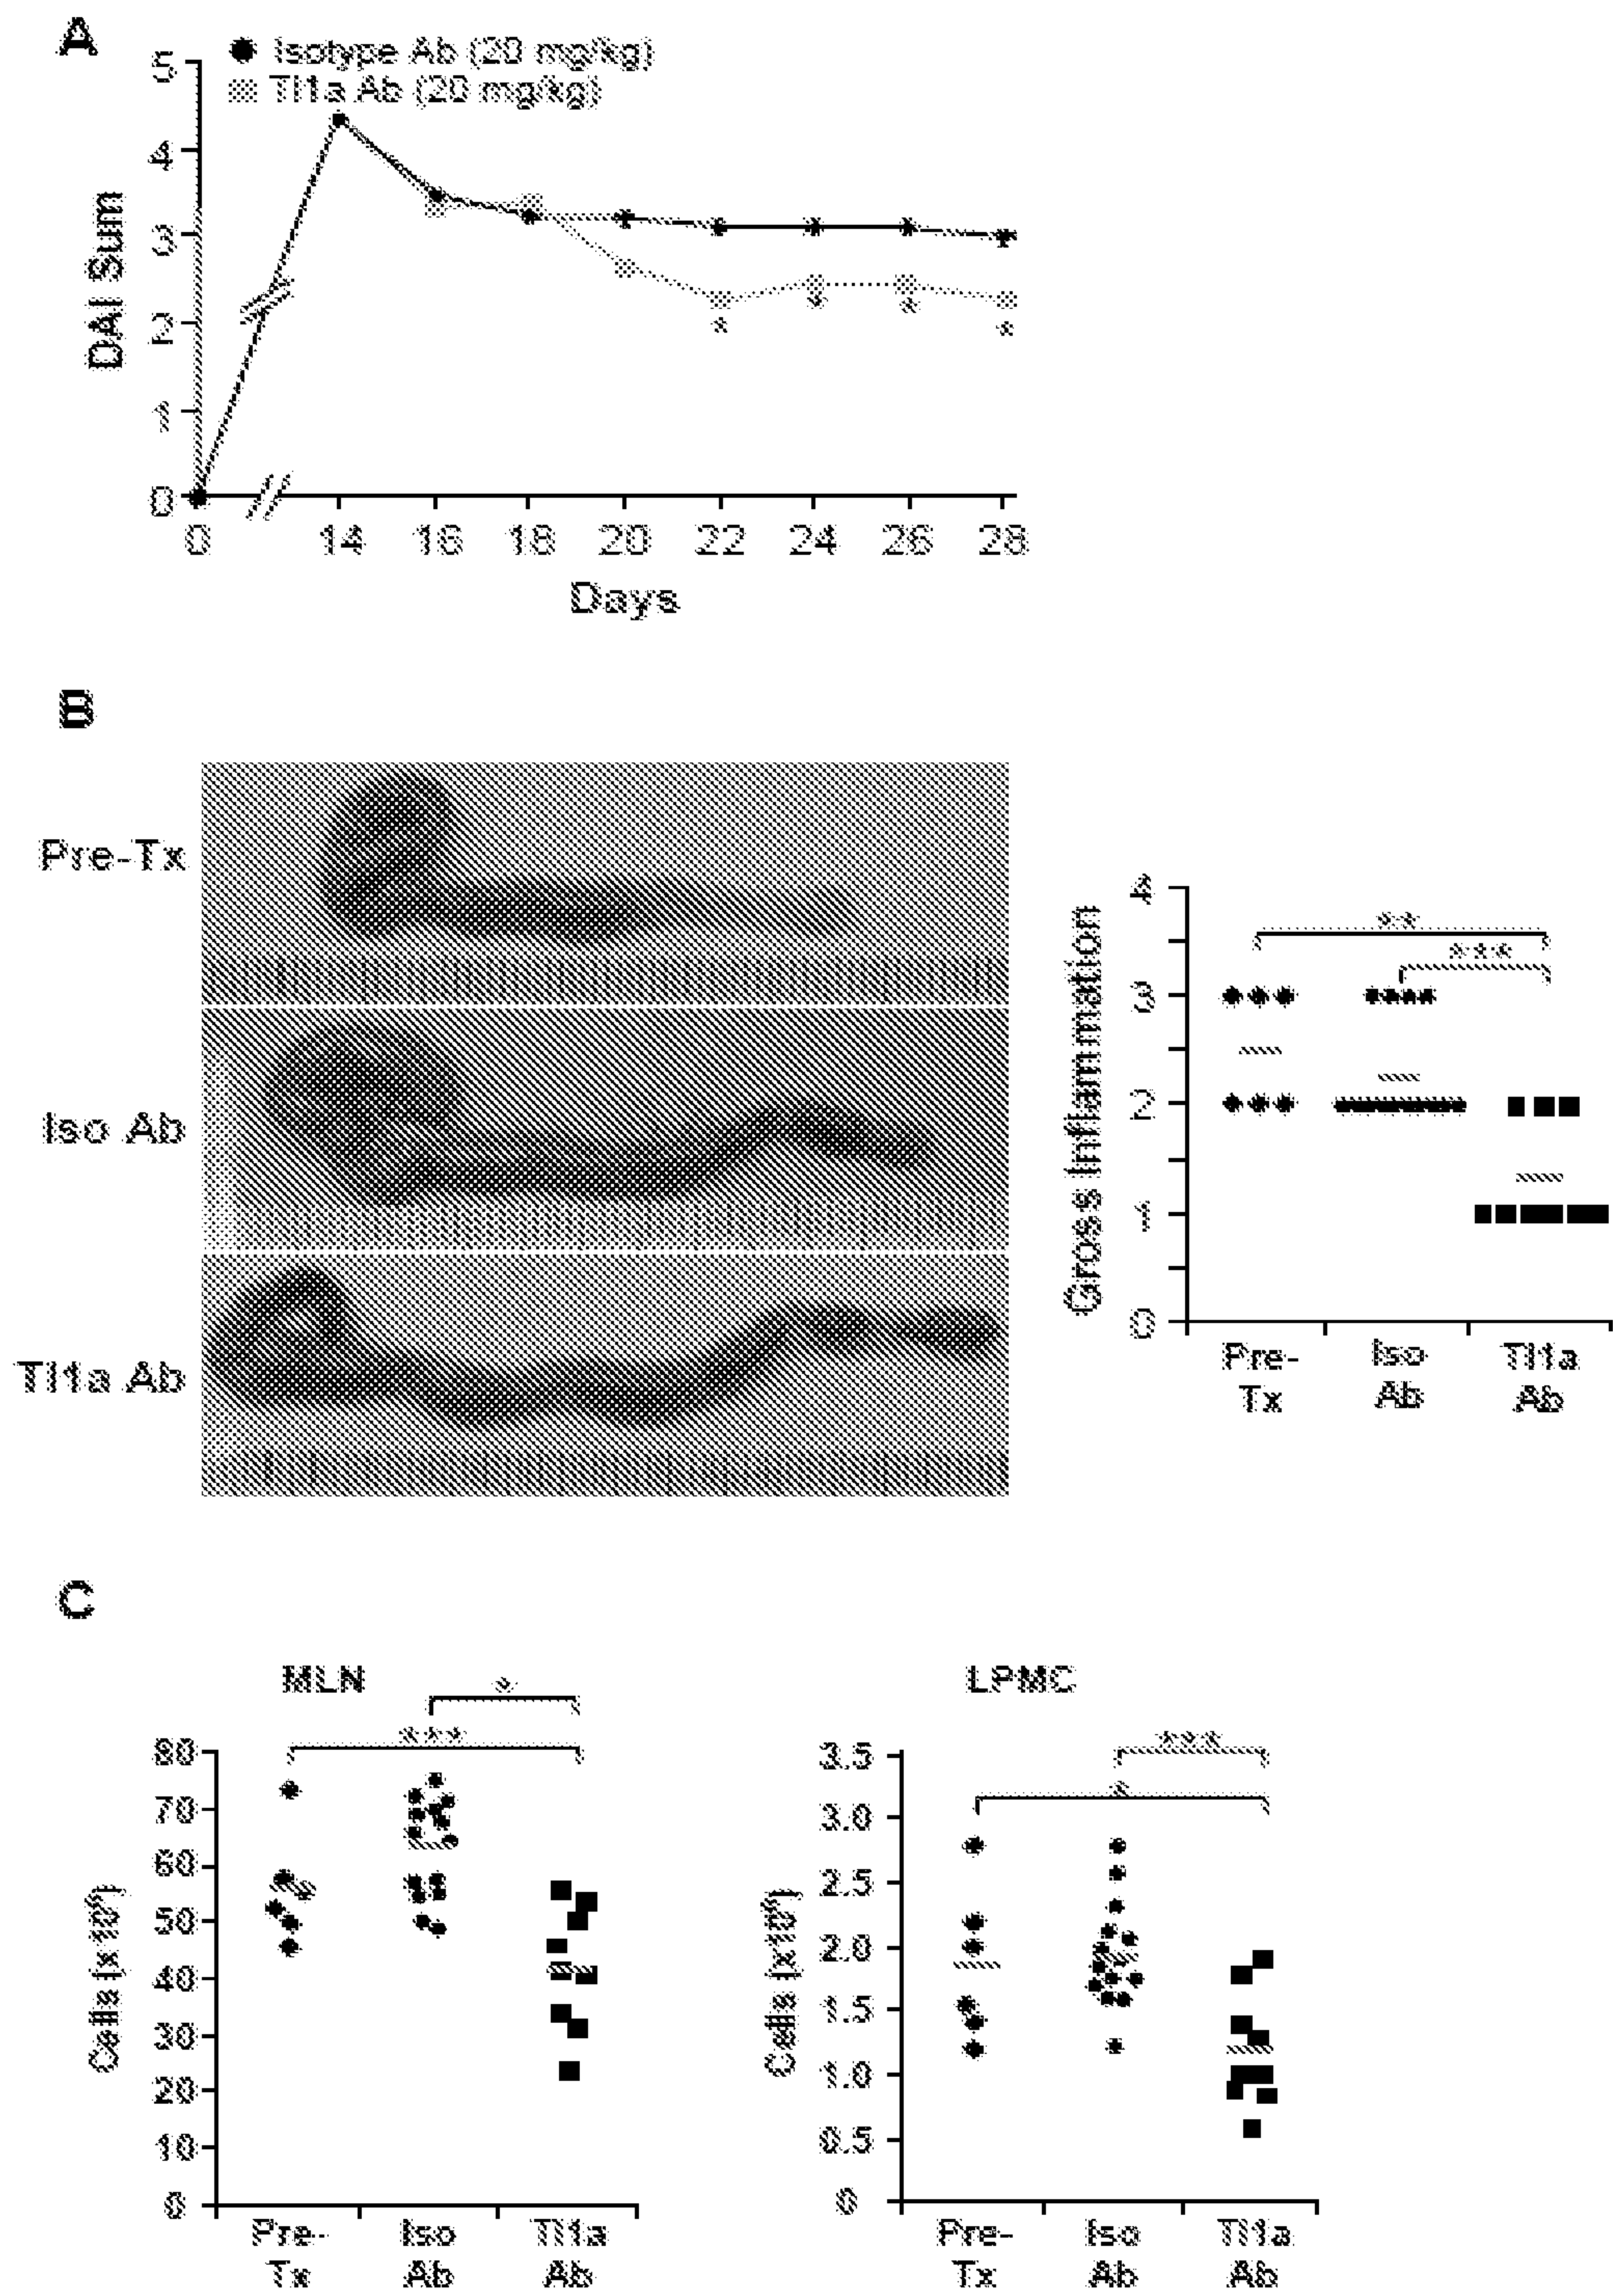 A
Isotype Ab (20 mg/kg)
Tl1a Ab (20 mg/kg)
DAI Sum
5
4
3
2
1
0
0 14 16 18 20 22 24 26 28
*
*
*
*
Days
B
Pre-Tx
Iso Ab
Tl1a Ab
Gross Inflammation
4
3
2
1
0
**
***
Pre-Tx
Iso Ab
Tl1a Ab
C
MLN
*
***
Cells (x10⁶)
80
70
60
50
40
30
20
10
0
Pre-Tx
Iso Ab
Tl1a Ab
LPMC
***
*
Cells (x10⁶)
3.5
3.0
2.5
2.0
1.5
1.0
0.5
0
Pre-Tx
Iso Ab
Tl1a Ab